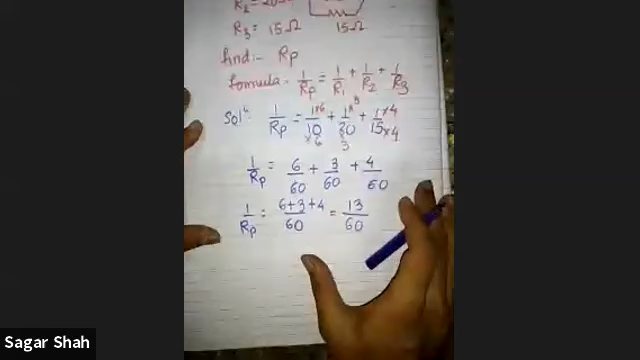 R₃ = 15Ω 15Ω
find:- Rp
formula - 1/Rp = 1/R₁ + 1/R₂ + 1/R₃
Solⁿ 1/Rp = 1×6/10×6 + 1×3/20×3 + 1×4/15×4
1/Rp = 6/60 + 3/60 + 4/60
1/Rp = 6+3+4/60 = 13/60
Sagar Shah